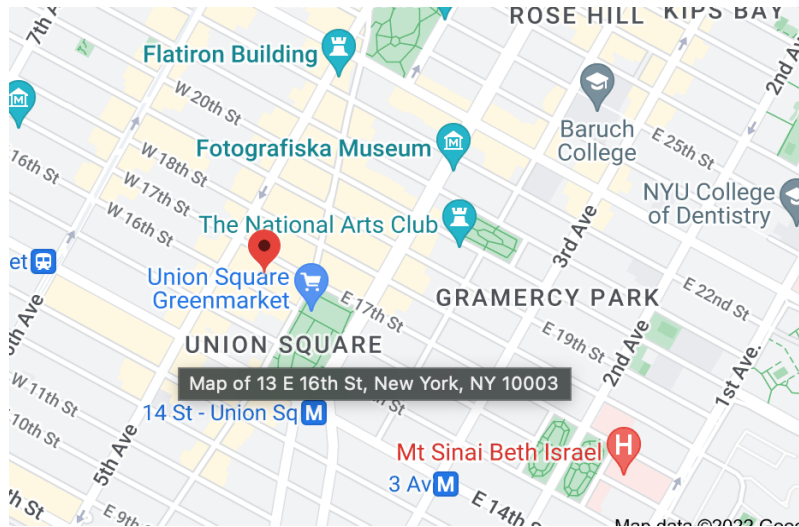 7th A
ROSE HILL
KIPS BAY
Flatiron Building
2nd Av
W 20th St
Baruch
College
E 25th St
Fotografiska Museum
W 18th St
16th St
W 17th St
NYU College
of Dentistry
W 16th St
The National Arts Club
3rd Ave
et
Union Square
Greenmarket
E 17th St
GRAMERCY PARK
E 22nd St
UNION SQUARE
E 19th St
2nd Ave
1st Ave.
Map of 13 E 16th St, New York, NY 10003
W 11th St
14 St - Union Sq M
10th St
5th Ave
Mt Sinai Beth Israel H
3 Av M
E 14th
E 9th